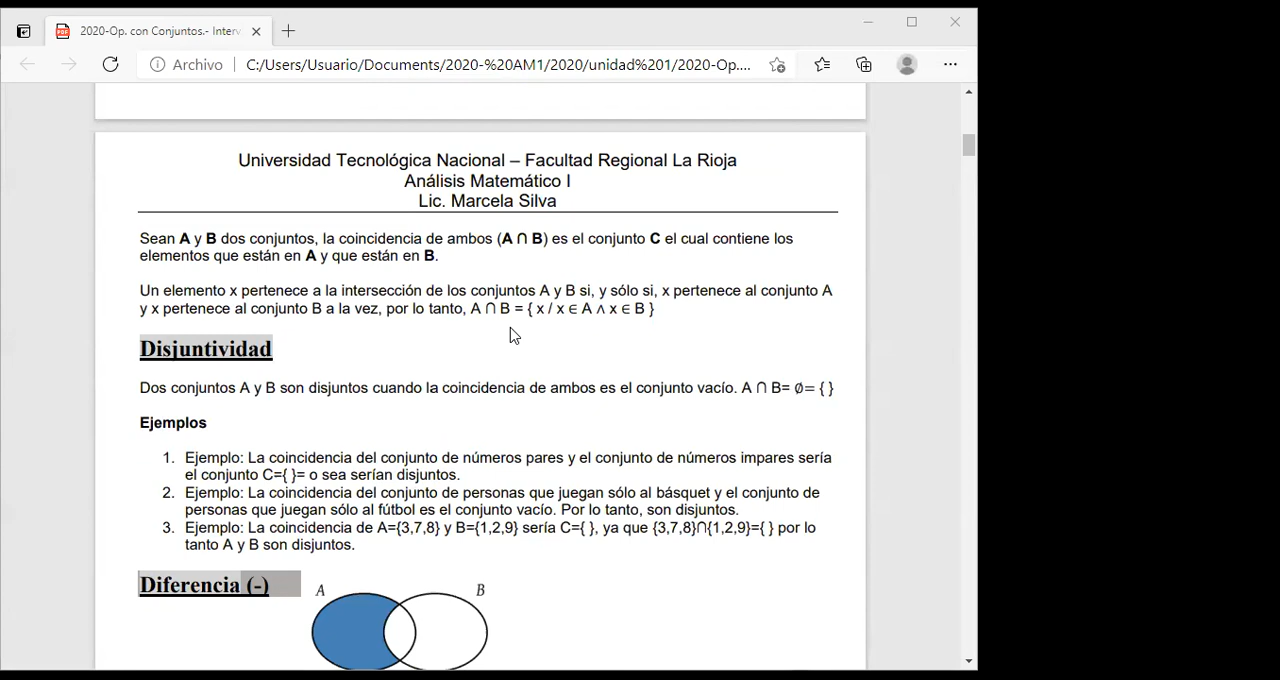 2020-Op. con Conjuntos.- Interv
Archivo
C:/Users/Usuario/Documents/2020-%20AM1/2020/unidad%201/2020-Op....
Universidad Tecnológica Nacional – Facultad Regional La Rioja
Análisis Matemático I
Lic. Marcela Silva
Sean A y B dos conjuntos, la coincidencia de ambos (A ∩ B) es el conjunto C el cual contiene los
elementos que están en A y que están en B.
Un elemento x pertenece a la intersección de los conjuntos A y B si, y sólo si, x pertenece al conjunto A
y x pertenece al conjunto B a la vez, por lo tanto, A ∩ B = { x / x ∈ A ∧ x ∈ B }
Disjuntividad
Dos conjuntos A y B son disjuntos cuando la coincidencia de ambos es el conjunto vacío. A ∩ B= ∅= { }
Ejemplos
1. Ejemplo: La coincidencia del conjunto de números pares y el conjunto de números impares sería
el conjunto C={ }= o sea serían disjuntos.
2. Ejemplo: La coincidencia del conjunto de personas que juegan sólo al básquet y el conjunto de
personas que juegan sólo al fútbol es el conjunto vacío. Por lo tanto, son disjuntos.
3. Ejemplo: La coincidencia de A={3,7,8} y B={1,2,9} sería C={ }, ya que {3,7,8}∩{1,2,9}={ } por lo
tanto A y B son disjuntos.
Diferencia (-)
A B